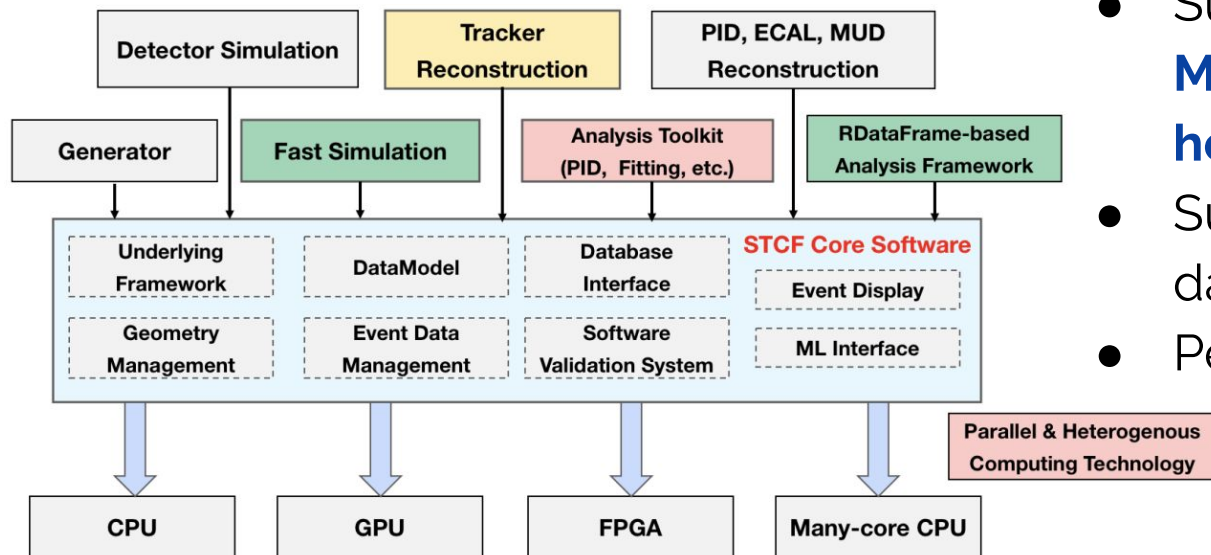 Detector Simulation
Tracker
Reconstruction
PID, ECAL, MUD
Reconstruction
Generator
Fast Simulation
Analysis Toolkit
(PID, Fitting, etc.)
RDataFrame-based
Analysis Framework
Underlying
Framework
DataModel
Database
Interface
STCF Core Software
Event Display
Geometry
Management
Event Data
Management
Software
Validation System
ML Interface
Parallel & Heterogenous
Computing Technology
CPU
GPU
FPGA
Many-core CPU